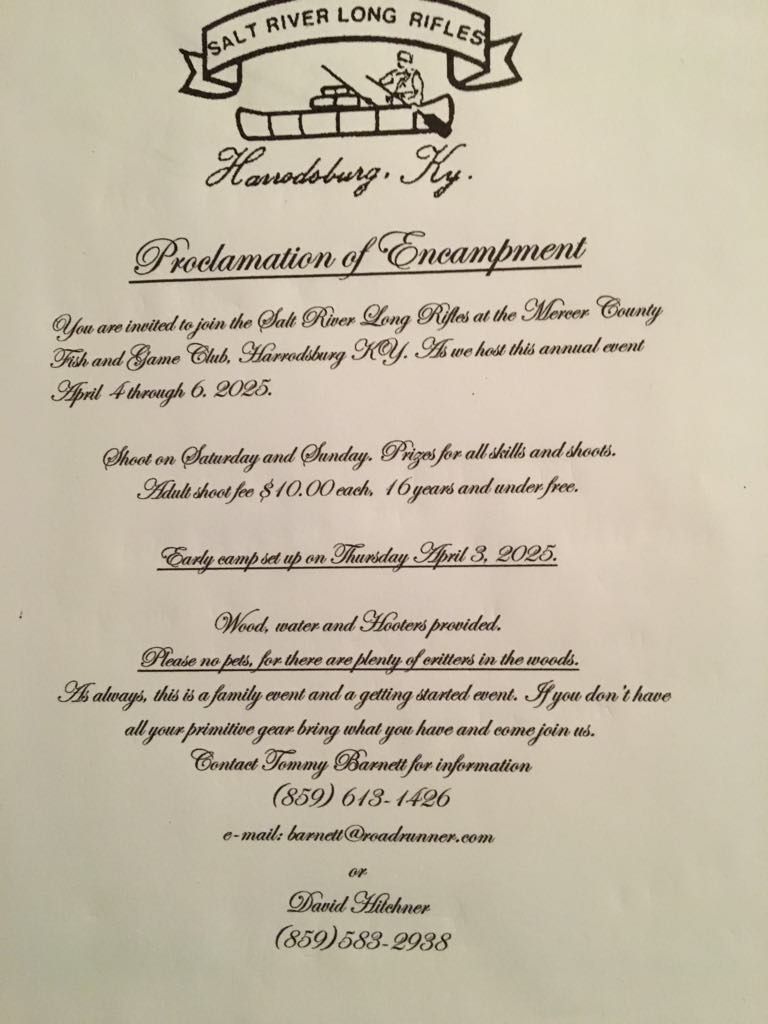 SALT RIVER LONG RIFLES
Harrodsburg, Ky.
Proclamation of Encampment
You are invited to join the Salt River Long Rifles at the Mercer County
Fish and Game Club, Harrodsburg KY. As we host this annual event
April 4 through 6, 2025.
Shoot on Saturday and Sunday. Prizes for all skills and shoots.
Adult shoot fee $10.00 each, 16 years and under free.
Early camp set up on Thursday April 3, 2025.
Wood, water and Hooters provided.
Please no pets, for there are plenty of critters in the woods.
As always, this is a family event and a getting started event. If you don't have
all your primitive gear bring what you have and come join us.
Contact Tommy Barnett for information
(859) 613-1426
e-mail: barnett@roadrunner.com
or
David Hilchner
(859)583-2938